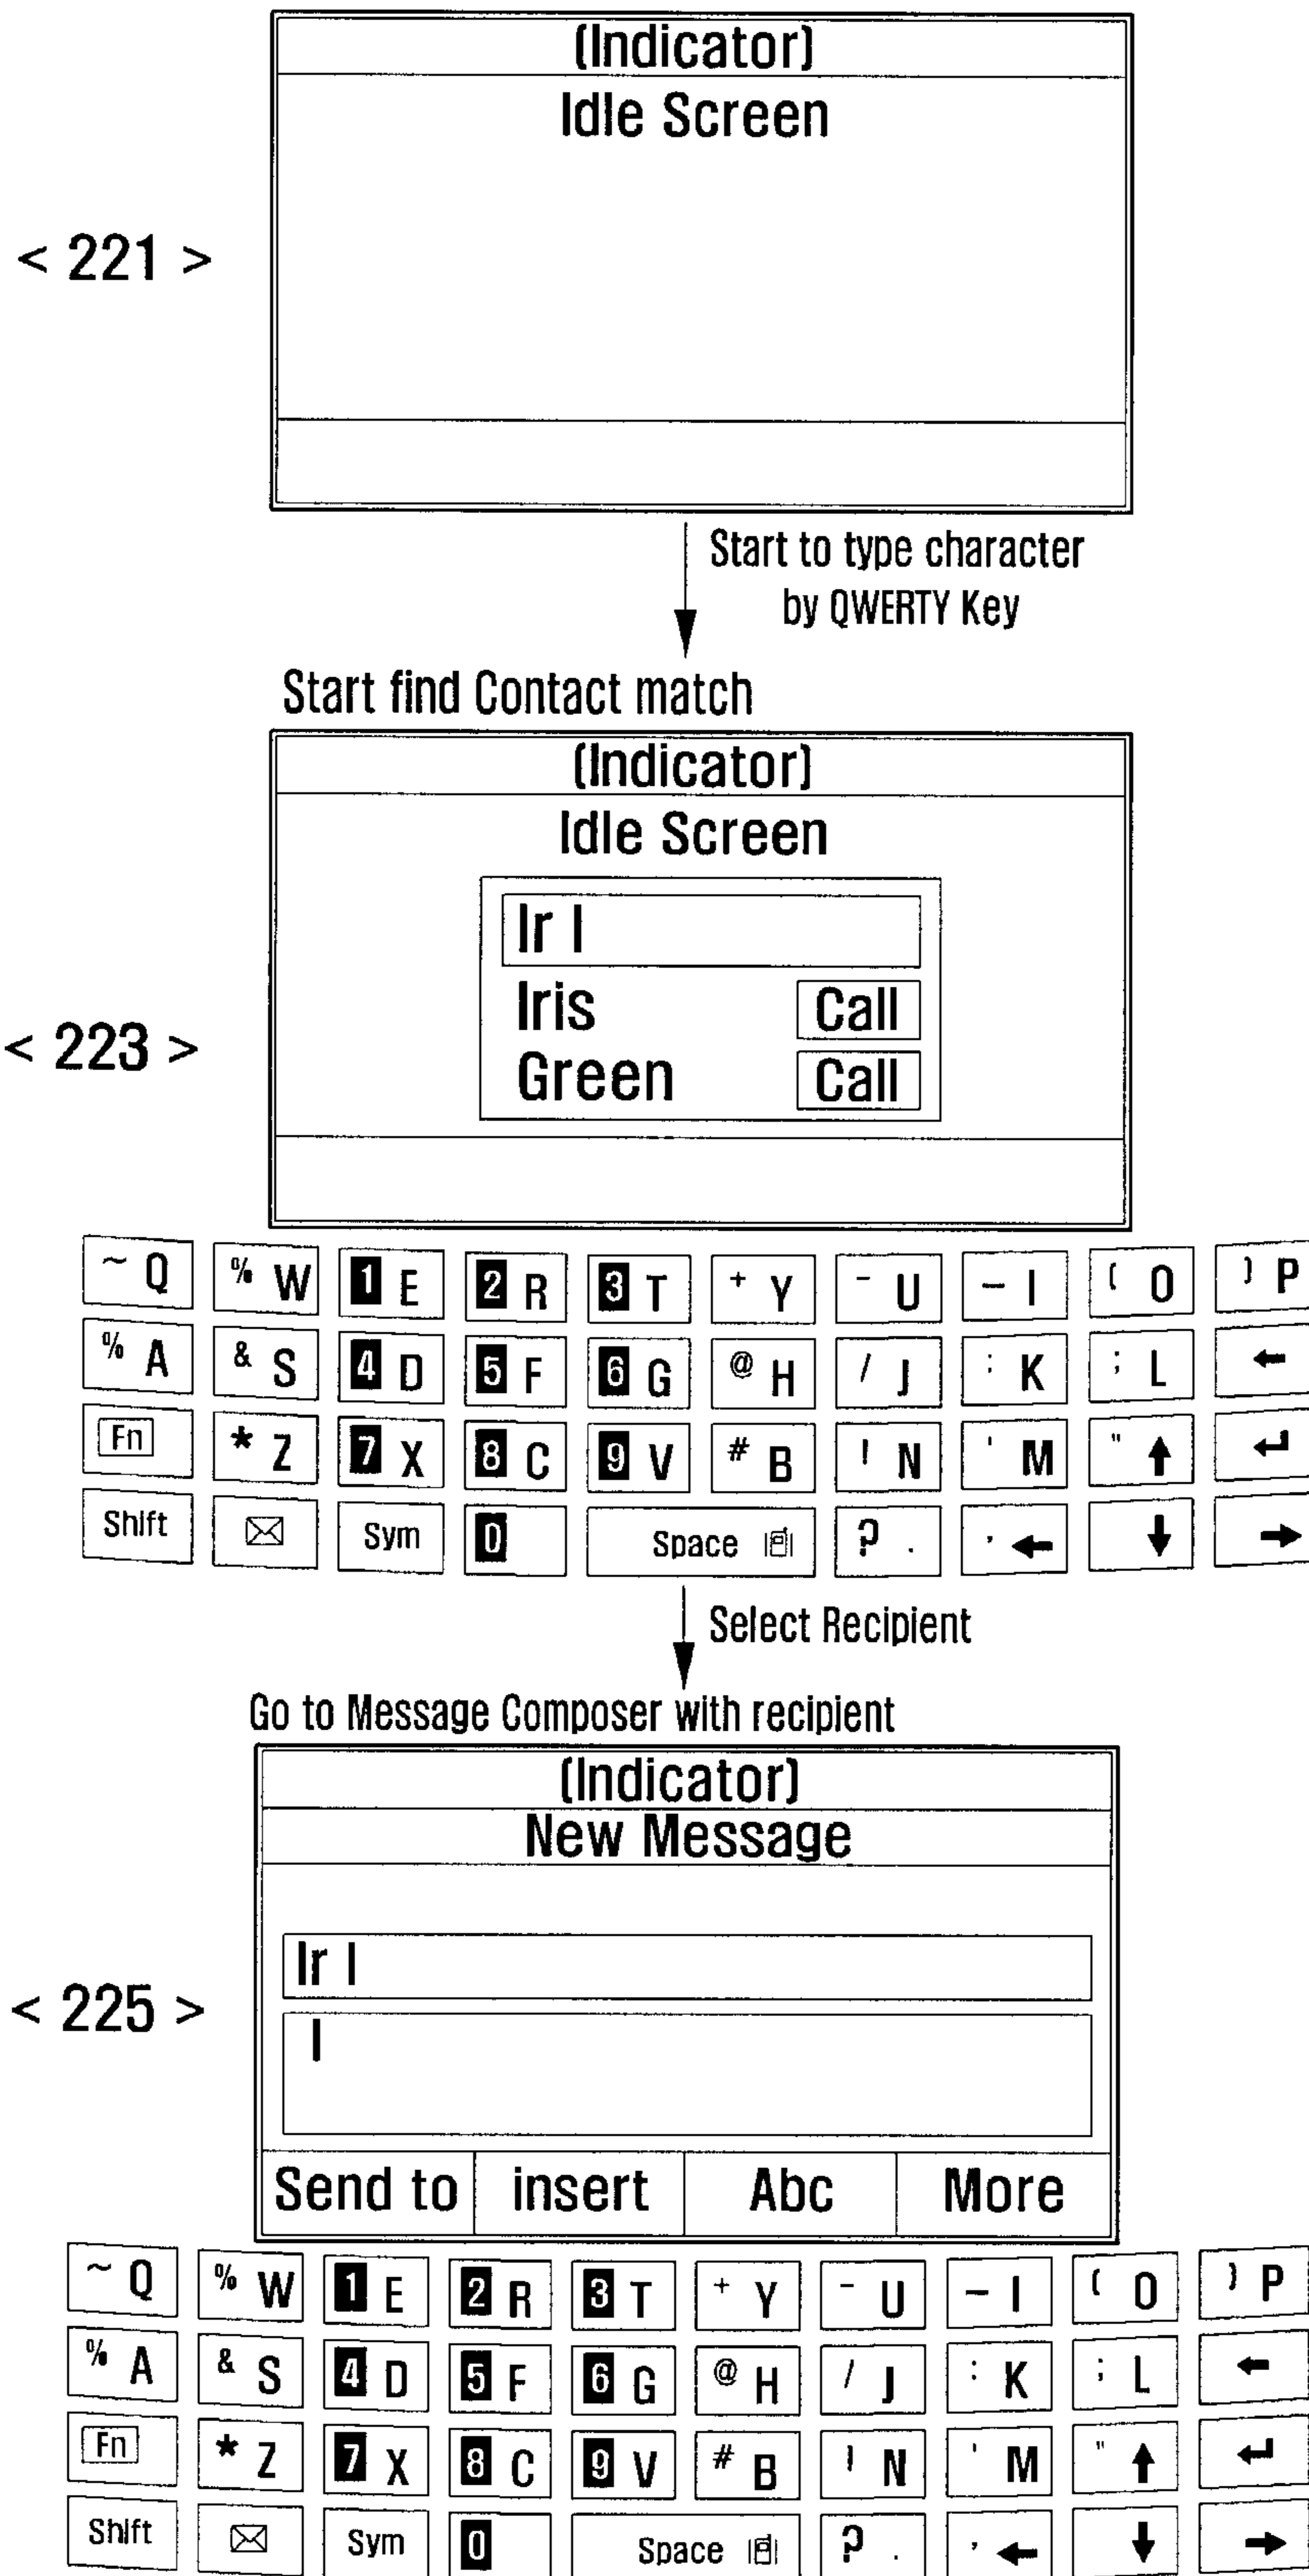 (Indicator)
Idle Screen
< 221 >
Start to type character
by QWERTY Key
Start find Contact match
(Indicator)
Idle Screen
Ir I
Iris Call
< 223 >
Green Call
~ Q % W 1 E 2 R 3 T + Y - U — I ( O ) P
% A & S 4 D 5 F 6 G @ H / J : K ; L ←
Fn * Z 7 X 8 C 9 V # B ! N ' M " ↑ ↵
Shift ✉ Sym 0 Space ? . , ← ↓ →
Select Recipient
Go to Message Composer with recipient
(Indicator)
New Message
Ir I
< 225 >
I
Send to insert Abc More
~ Q % W 1 E 2 R 3 T + Y - U — I ( O ) P
% A & S 4 D 5 F 6 G @ H / J : K ; L ←
Fn * Z 7 X 8 C 9 V # B ! N ' M " ↑ ↵
Shift ✉ Sym 0 Space ? . , ← ↓ →